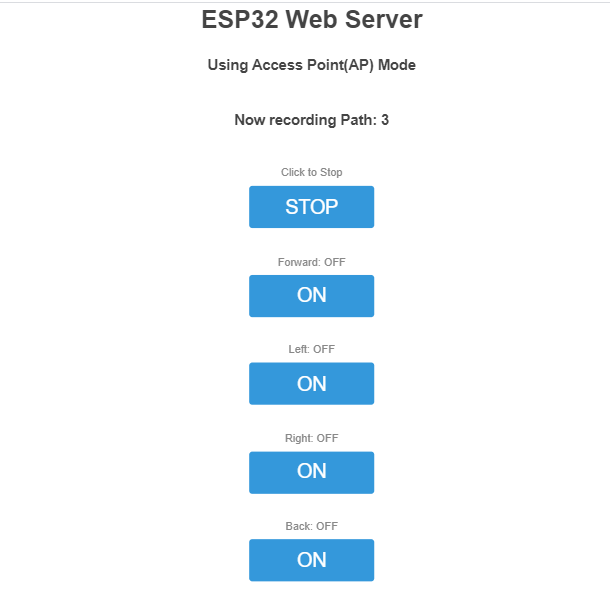 ESP32 Web Server
Using Access Point(AP) Mode
Now recording Path: 3
Click to Stop
STOP
Forward: OFF
ON
Left: OFF
ON
Right: OFF
ON
Back: OFF
ON